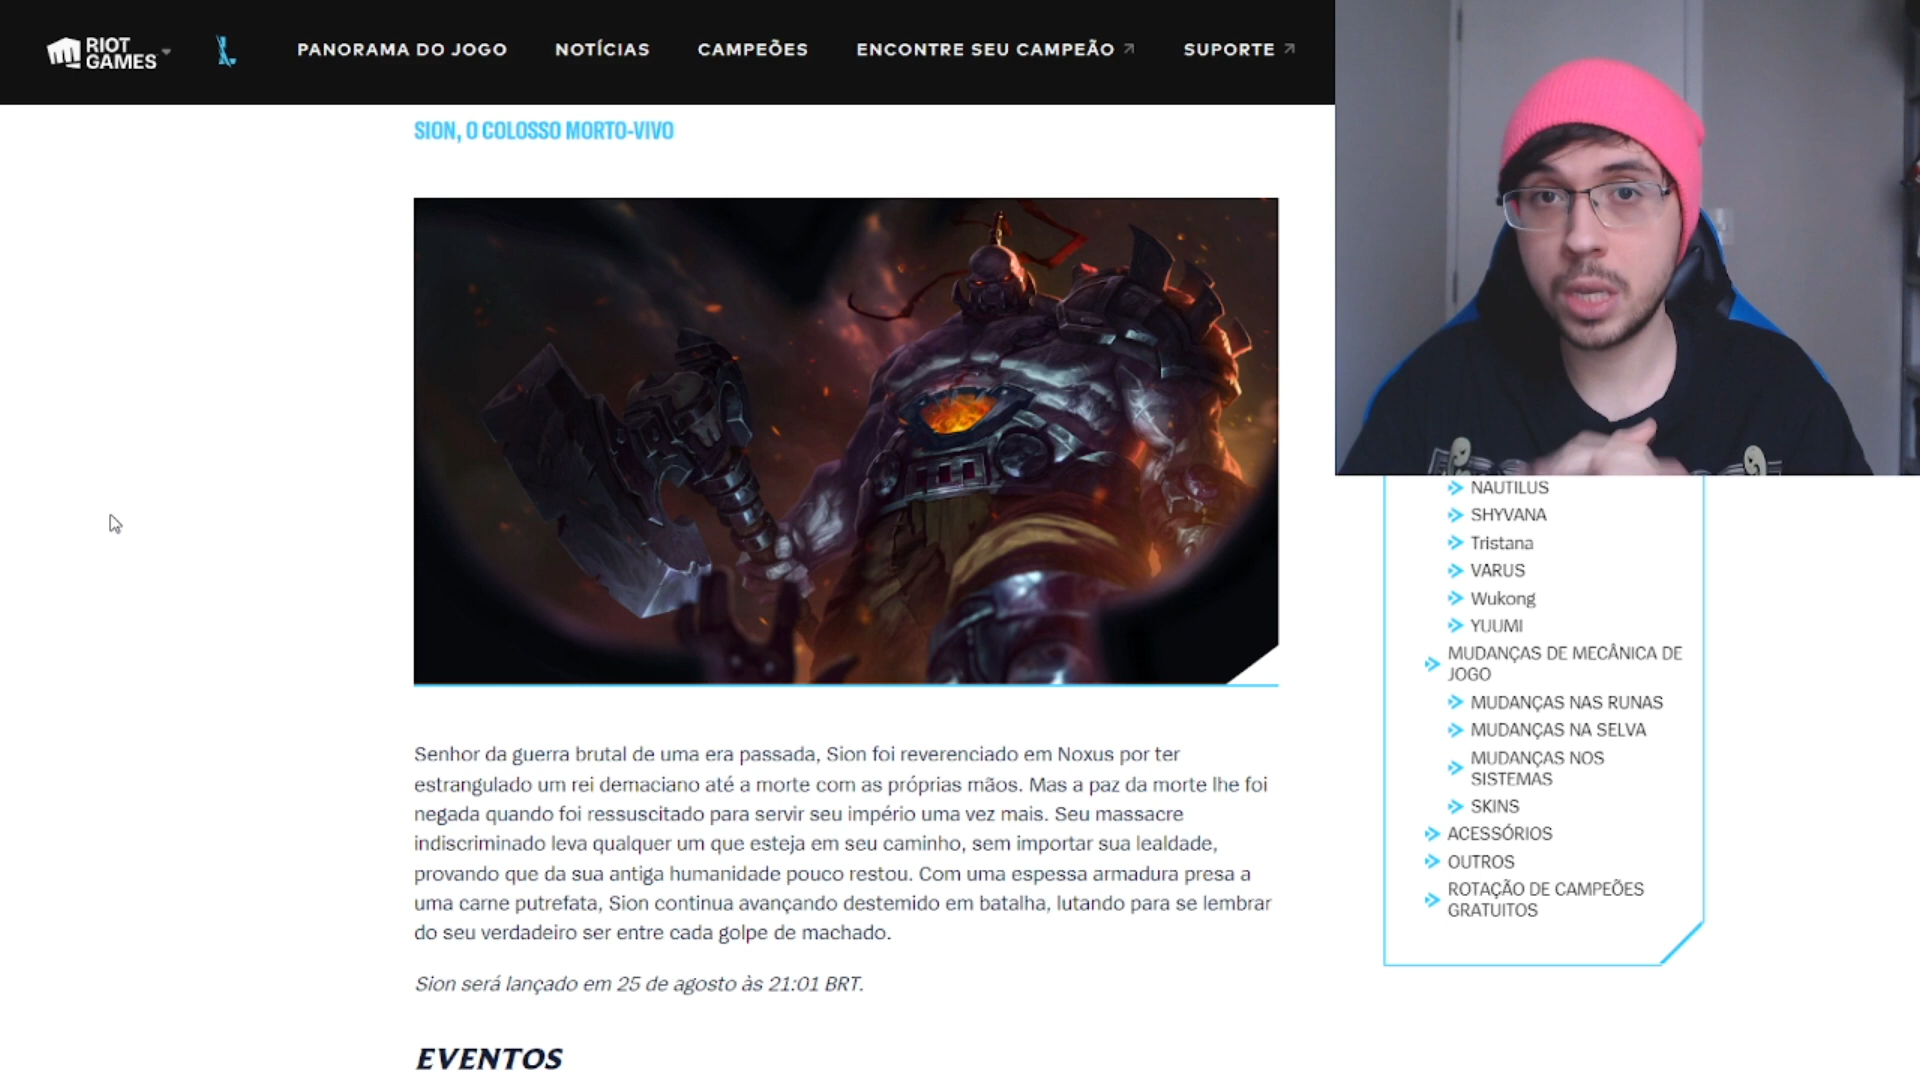 RIOT GAMES
PANORAMA DO JOGO
NOTÍCIAS
CAMPEÕES
ENCONTRE SEU CAMPEÃO
SUPORTE
SION, O COLOSSO MORTO-VIVO
Senhor da guerra brutal de uma era passada, Sion foi reverenciado em Noxus por ter
estrangulado um rei demaciano até a morte com as próprias mãos. Mas a paz da morte lhe foi
negada quando foi ressuscitado para servir seu império uma vez mais. Seu massacre
indiscriminado leva qualquer um que esteja em seu caminho, sem importar sua lealdade,
provando que da sua antiga humanidade pouco restou. Com uma espessa armadura presa a
uma carne putrefata, Sion continua avançando destemido em batalha, lutando para se lembrar
do seu verdadeiro ser entre cada golpe de machado.
Sion será lançado em 25 de agosto às 21:01 BRT.
EVENTOS
NAUTILUS
SHYVANA
Tristana
VARUS
Wukong
YUUMI
MUDANÇAS DE MECÂNICA DE
JOGO
MUDANÇAS NAS RUNAS
MUDANÇAS NA SELVA
MUDANÇAS NOS
SISTEMAS
SKINS
ACESSÓRIOS
OUTROS
ROTAÇÃO DE CAMPEÕES
GRATUITOS